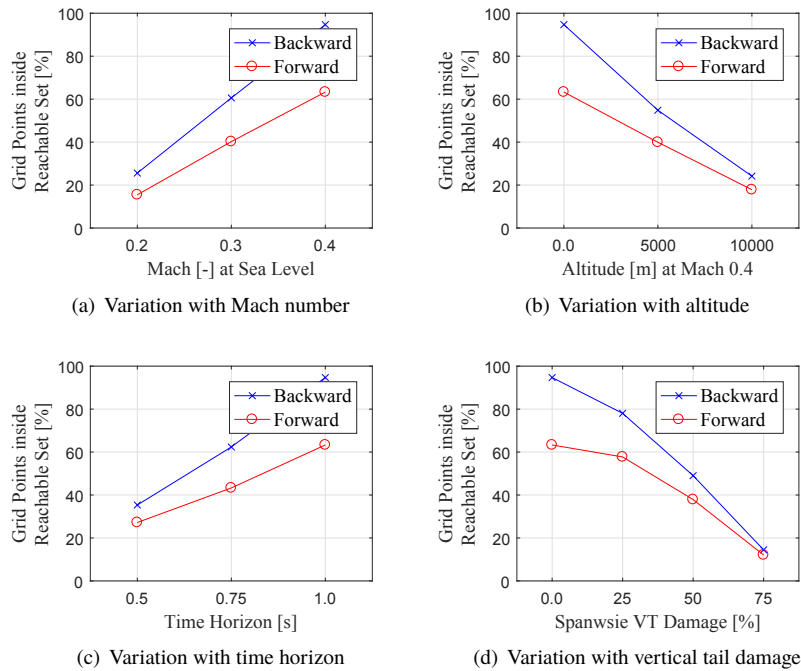 100
80
60
40
20
0
Grid Points inside
Reachable Set [%]
Backward
Forward
0.2 0.3 0.4
Mach [-] at Sea Level
(a) Variation with Mach number
100
80
60
40
20
0
Grid Points inside
Reachable Set [%]
Backward
Forward
0.0 5000 10000
Altitude [m] at Mach 0.4
(b) Variation with altitude
100
80
60
40
20
0
Grid Points inside
Reachable Set [%]
Backward
Forward
0.5 0.75 1.0
Time Horizon [s]
(c) Variation with time horizon
100
80
60
40
20
0
Grid Points inside
Reachable Set [%]
Backward
Forward
0.0 25 50 75
Spanwsie VT Damage [%]
(d) Variation with vertical tail damage